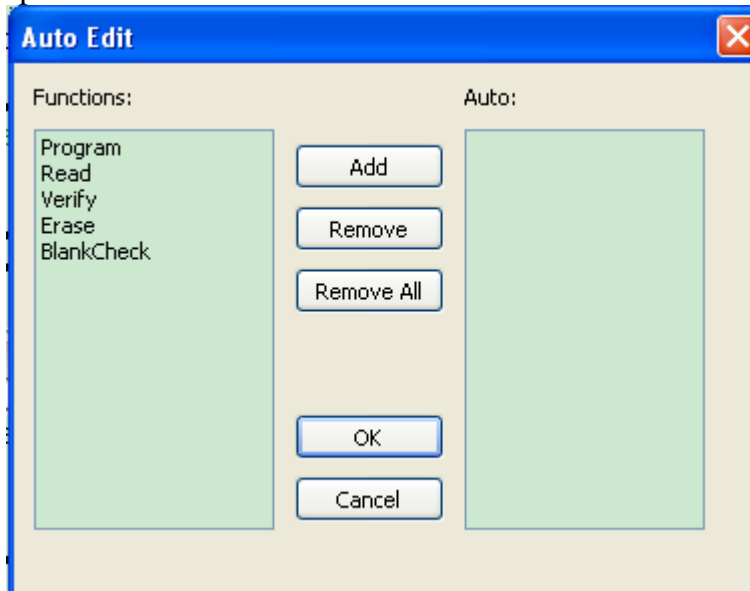 Auto Edit
Functions:
Auto:
Program
Read
Verify
Erase
BlankCheck
Add
Remove
Remove All
OK
Cancel